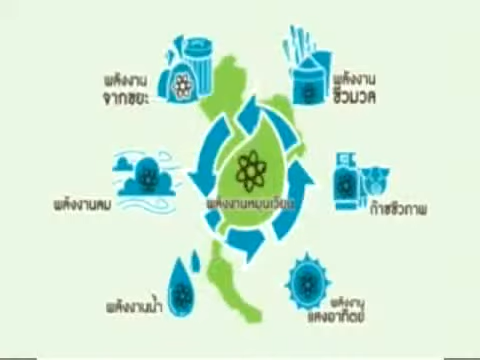 พลังงาน
จากขยะ
พลังงาน
ชีวมวล
พลังงานลม
พลังงานหมุนเวียน
ก๊าซชีวภาพ
พลังงานน้ำ
พลังงาน
แสงอาทิตย์